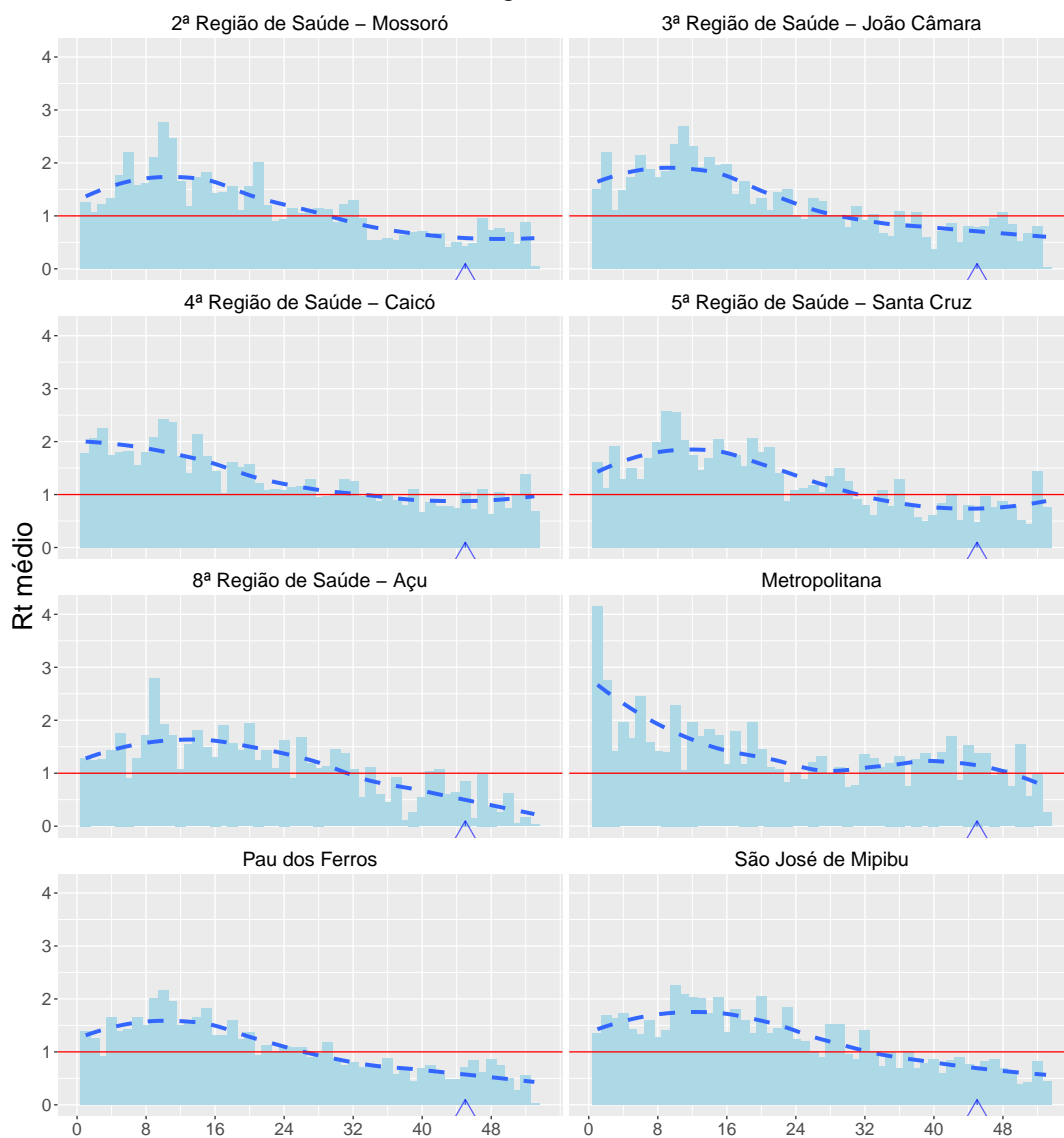 2ª Região de Saúde – Mossoró
3ª Região de Saúde – João Câmara
4
3
2
1
0
4ª Região de Saúde – Caicó
5ª Região de Saúde – Santa Cruz
4
3
2
1
0
Rt médio
8ª Região de Saúde – Açu
Metropolitana
4
3
2
1
0
Pau dos Ferros
São José de Mipibu
4
3
2
1
0
0 8 16 24 32 40 48
0 8 16 24 32 40 48